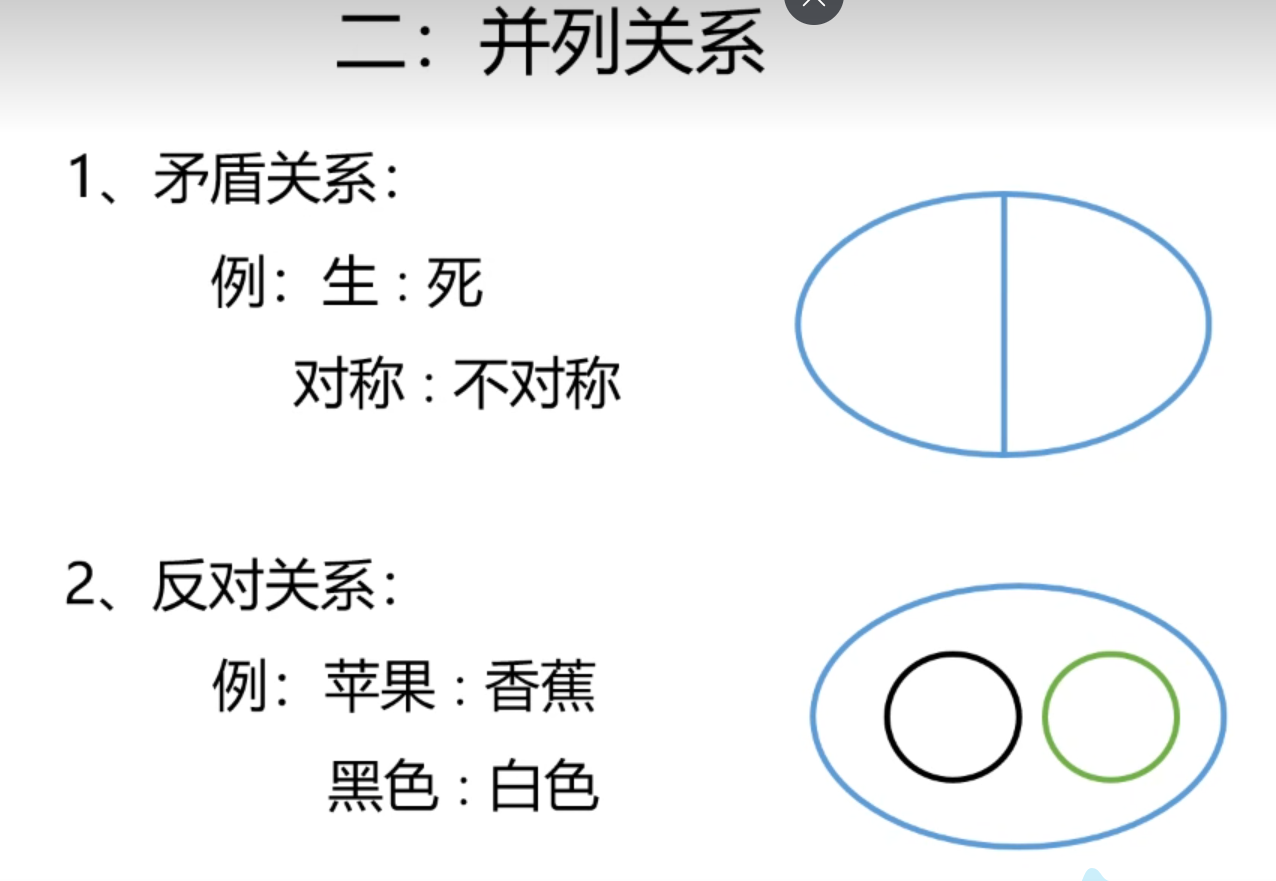 二：并列关系
1、矛盾关系：
例：生：死
对称：不对称
2、反对关系：
例：苹果：香蕉
黑色：白色